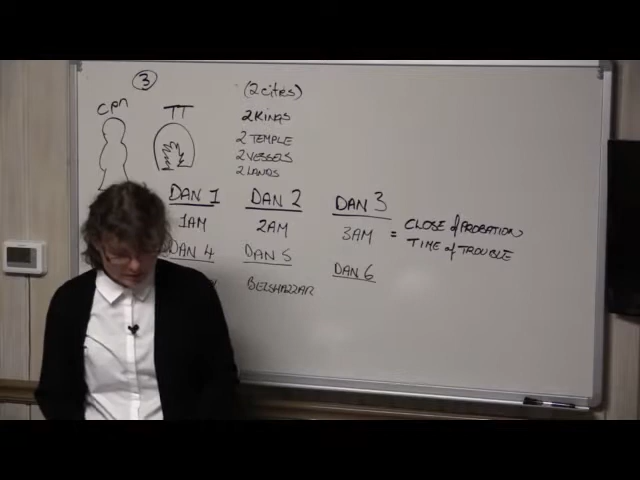 3
CPN
TT
(2 cities)
2 KINGS
2 TEMPLE
2 VESSELS
2 LANDS
DAN 1 DAN 2 DAN 3
1AM 2AM 3AM = CLOSE of PROBATION
TIME of TROUBLE
DAN 4 DAN 5 DAN 6
BELSHAZZAR